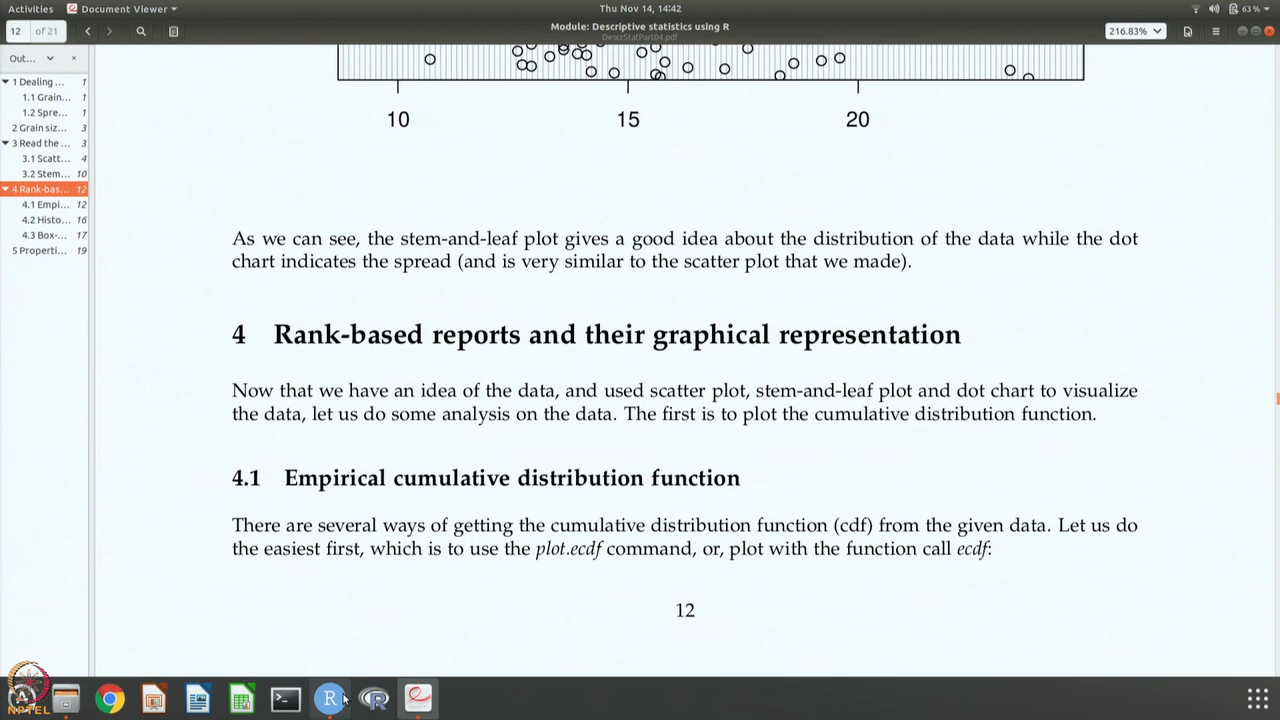 Activities Document Viewer Thu Nov 14, 14:42 63 %
12 of 21 Module: Descriptive statistics using R 216.83%
DescrStatPart04.pdf
Out...
1 Dealing ... 1
1.1 Grain... 1
1.2 Spre... 1
2 Grain siz... 3
3 Read the ... 3
3.1 Scatt... 4
3.2 Stem... 10
4 Rank-bas... 12
4.1 Empi... 12
4.2 Histo... 16
4.3 Box-... 17
5 Properti... 19
10 15 20
As we can see, the stem-and-leaf plot gives a good idea about the distribution of the data while the dot
chart indicates the spread (and is very similar to the scatter plot that we made).
4 Rank-based reports and their graphical representation
Now that we have an idea of the data, and used scatter plot, stem-and-leaf plot and dot chart to visualize
the data, let us do some analysis on the data. The first is to plot the cumulative distribution function.
4.1 Empirical cumulative distribution function
There are several ways of getting the cumulative distribution function (cdf) from the given data. Let us do
the easiest first, which is to use the plot.ecdf command, or, plot with the function call ecdf:
12
NPTEL
R
R